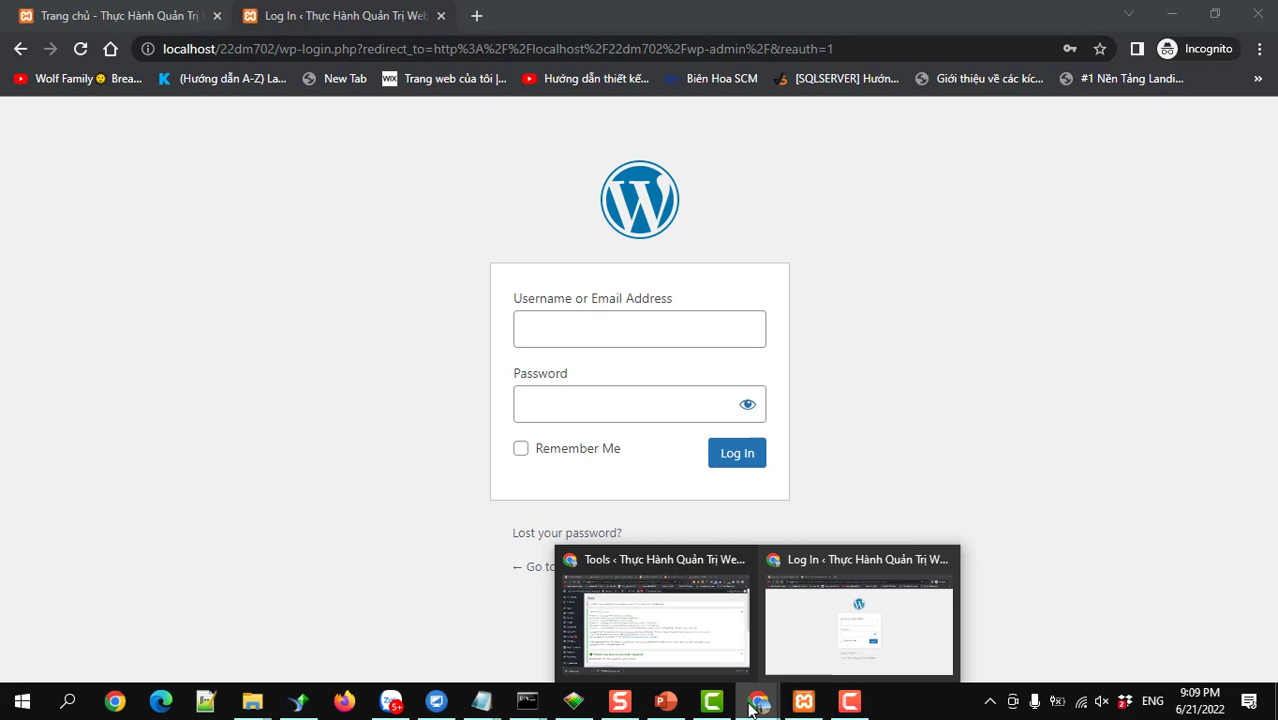 Trang chủ - Thực Hành Quản Trị W
Log In ‹ Thực Hành Quản Trị Web
localhost/22dm702/wp-login.php?redirect_to=http%3A%2F%2Flocalhost%2F22dm702%2Fwp-admin%2F&reauth=1
Incognito
Wolf Family😉 Brea...
(Hướng dẫn A-Z) La...
New Tab
WIX
Trang web của tôi |...
Hướng dẫn thiết kế...
Biên Hòa SCM
[SQLSERVER] Hướn...
Giới thiệu về các kíc...
#1 Nền Tảng Landi...
Username or Email Address
Password
Remember Me
Log In
Lost your password?
← Go to
Tools ‹ Thực Hành Quản Trị We...
Log In ‹ Thực Hành Quản Trị W...
5+
2
ENG
9:09 PM
6/21/2022